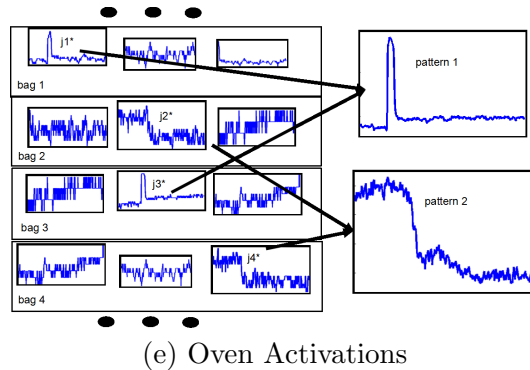 j1*
bag 1
j2*
bag 2
j3*
bag 3
j4*
bag 4
pattern 1
pattern 2
(e) Oven Activations